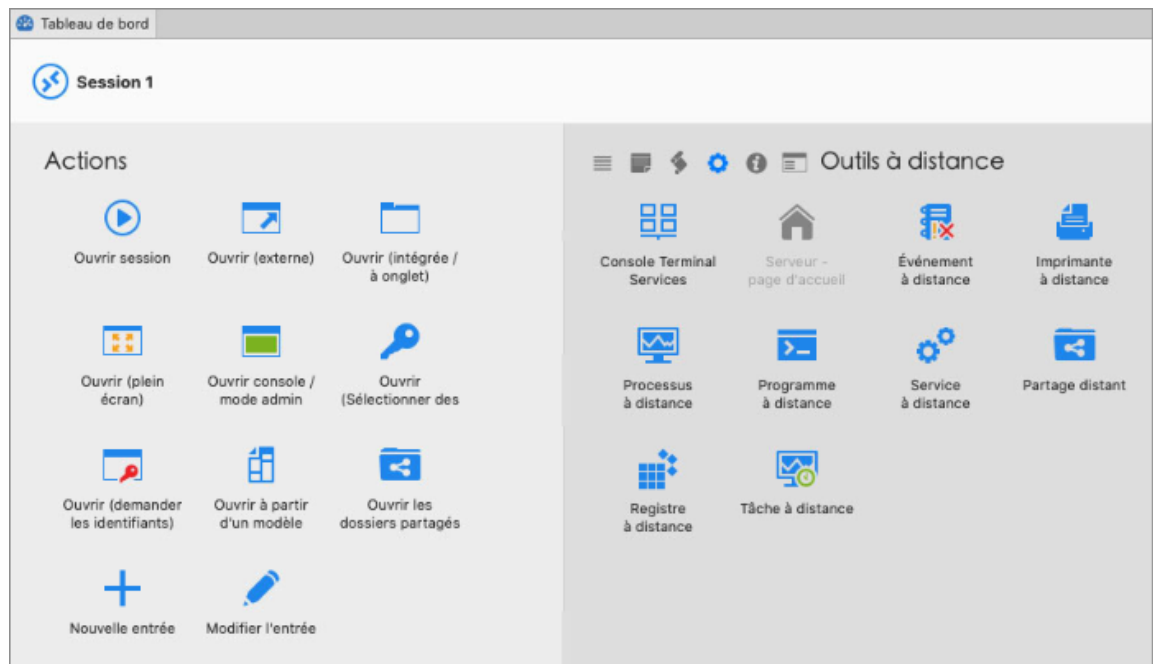 Tableau de bord
Session 1
Actions
Ouvrir session
Ouvrir (externe)
Ouvrir (intégrée /
à onglet)
Ouvrir (plein
écran)
Ouvrir console /
mode admin
Ouvrir
(Sélectionner des
Ouvrir (demander
les identifiants)
Ouvrir à partir
d'un modèle
Ouvrir les
dossiers partagés
Nouvelle entrée
Modifier l'entrée
Outils à distance
Console Terminal
Services
Serveur -
page d'accueil
Événement
à distance
Imprimante
à distance
Processus
à distance
Programme
à distance
Service
à distance
Partage distant
Registre
à distance
Tâche à distance